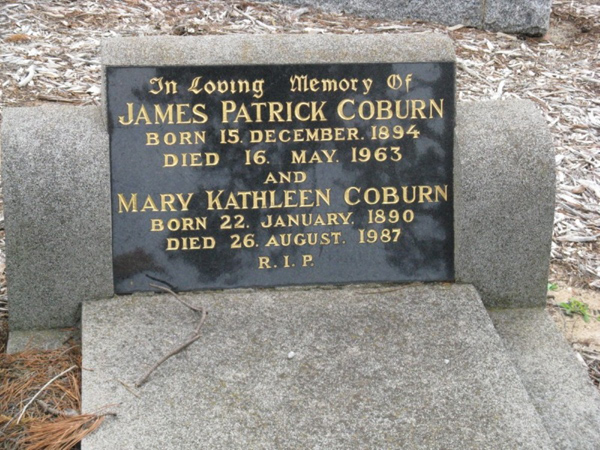 In Loving Memory Of
JAMES PATRICK COBURN
BORN 15. DECEMBER. 1894
DIED 16. MAY. 1963
AND
MARY KATHLEEN COBURN
BORN 22. JANUARY. 1890
DIED 26. AUGUST. 1987
R.I.P.